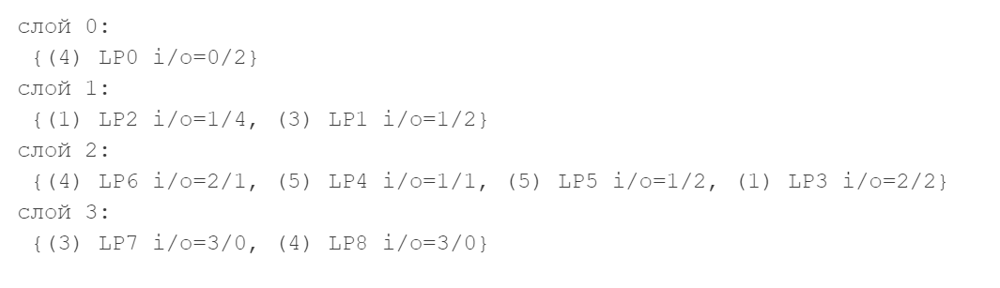 слой 0:
{(4) LP0 i/o=0/2}
слой 1:
{(1) LP2 i/o=1/4, (3) LP1 i/o=1/2}
слой 2:
{(4) LP6 i/o=2/1, (5) LP4 i/o=1/1, (5) LP5 i/o=1/2, (1) LP3 i/o=2/2}
слой 3:
{(3) LP7 i/o=3/0, (4) LP8 i/o=3/0}